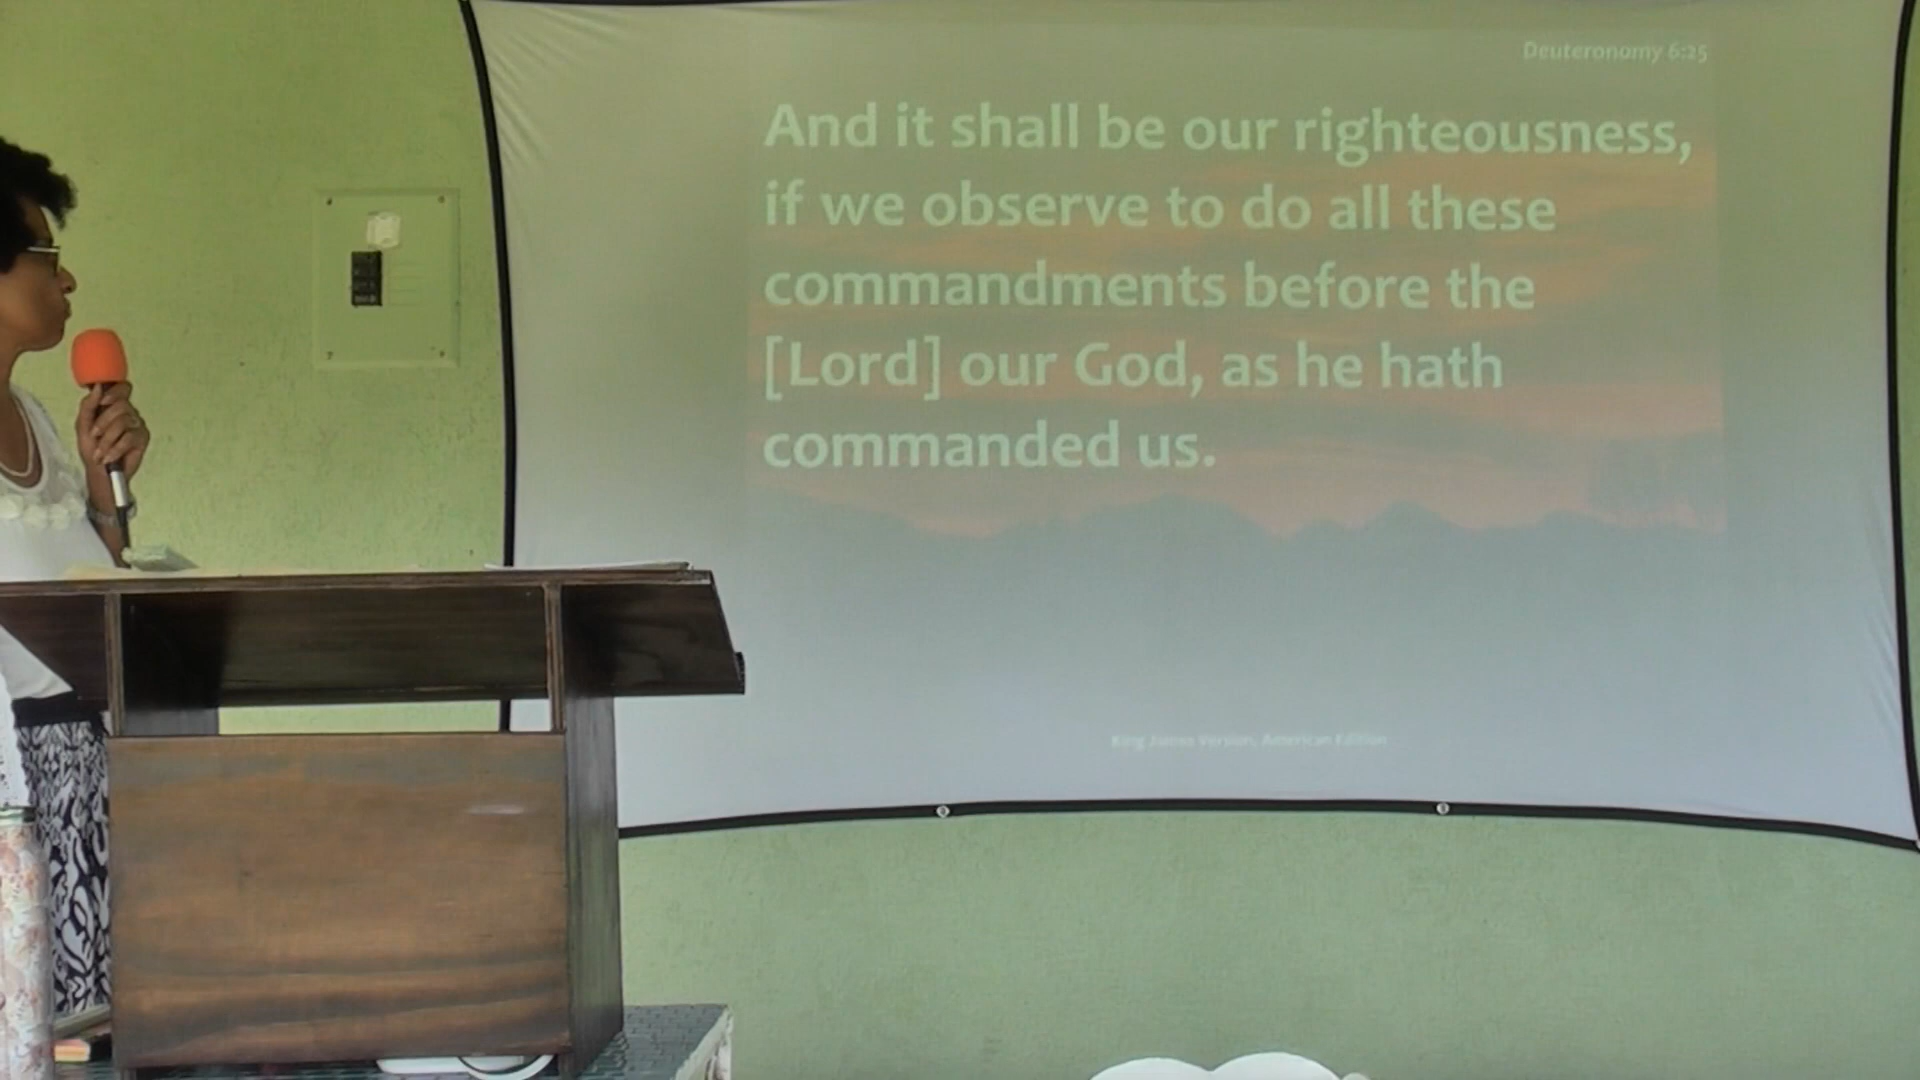 Deuteronomy 6:25
And it shall be our righteousness,
if we observe to do all these
commandments before the
[Lord] our God, as he hath
commanded us.
King James Version, American Edition